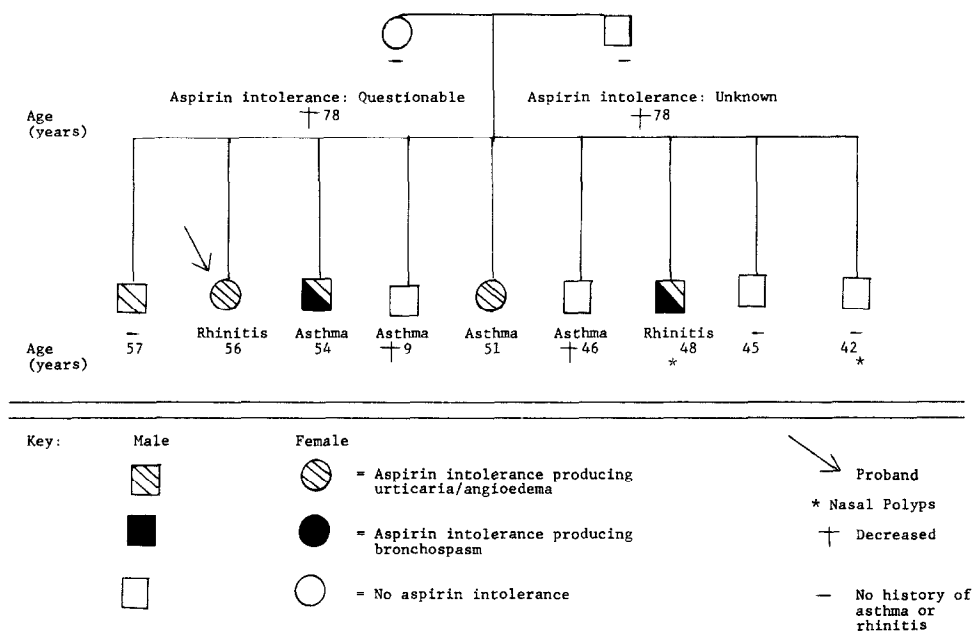 Aspirin intolerance: Questionable
Aspirin intolerance: Unknown
Age
(years)
†78
†78
Rhinitis Asthma Asthma Asthma Asthma Rhinitis
Age
(years)
57 56 54 †9 51 †46 48 45 42
* *
Key: Male Female
= Aspirin intolerance producing
urticaria/angioedema
Proband
* Nasal Polyps
= Aspirin intolerance producing
bronchospasm
† Decreased
= No aspirin intolerance
— No history of
asthma or
rhinitis